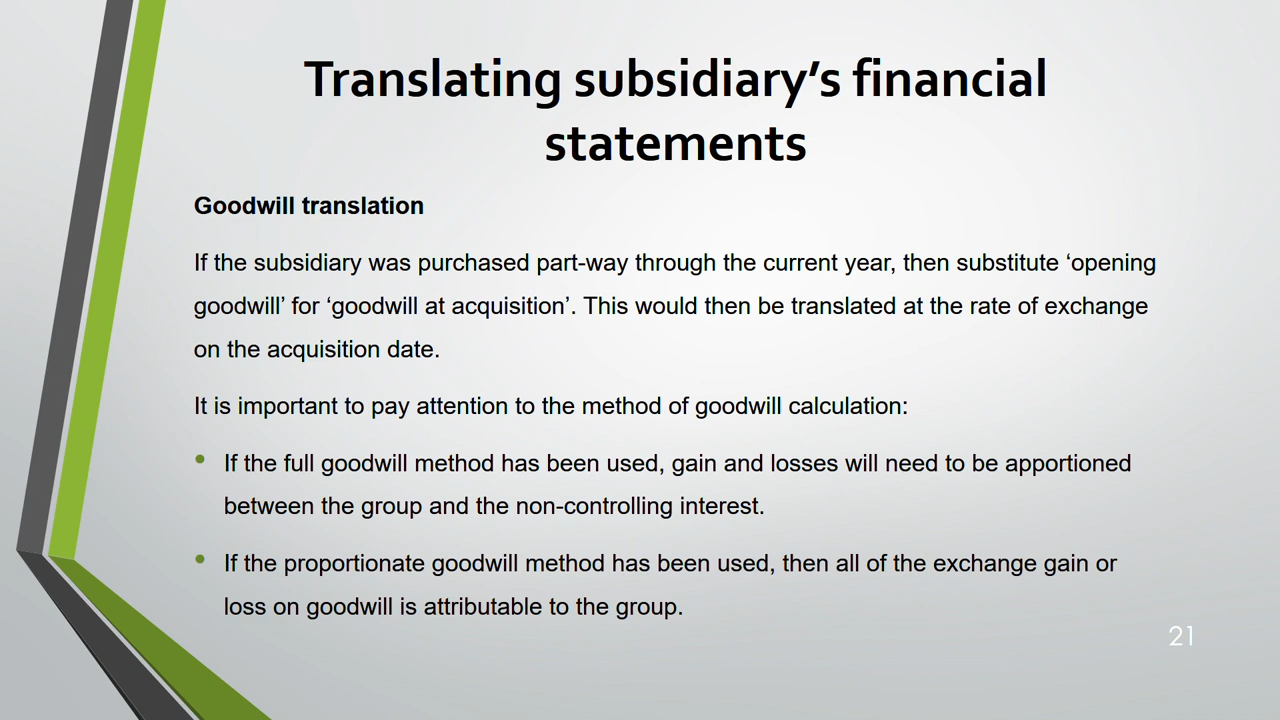 Translating subsidiary’s financial
statements
Goodwill translation
If the subsidiary was purchased part-way through the current year, then substitute ‘opening
goodwill’ for ‘goodwill at acquisition’. This would then be translated at the rate of exchange
on the acquisition date.
It is important to pay attention to the method of goodwill calculation:
• If the full goodwill method has been used, gain and losses will need to be apportioned
between the group and the non-controlling interest.
• If the proportionate goodwill method has been used, then all of the exchange gain or
loss on goodwill is attributable to the group.
21